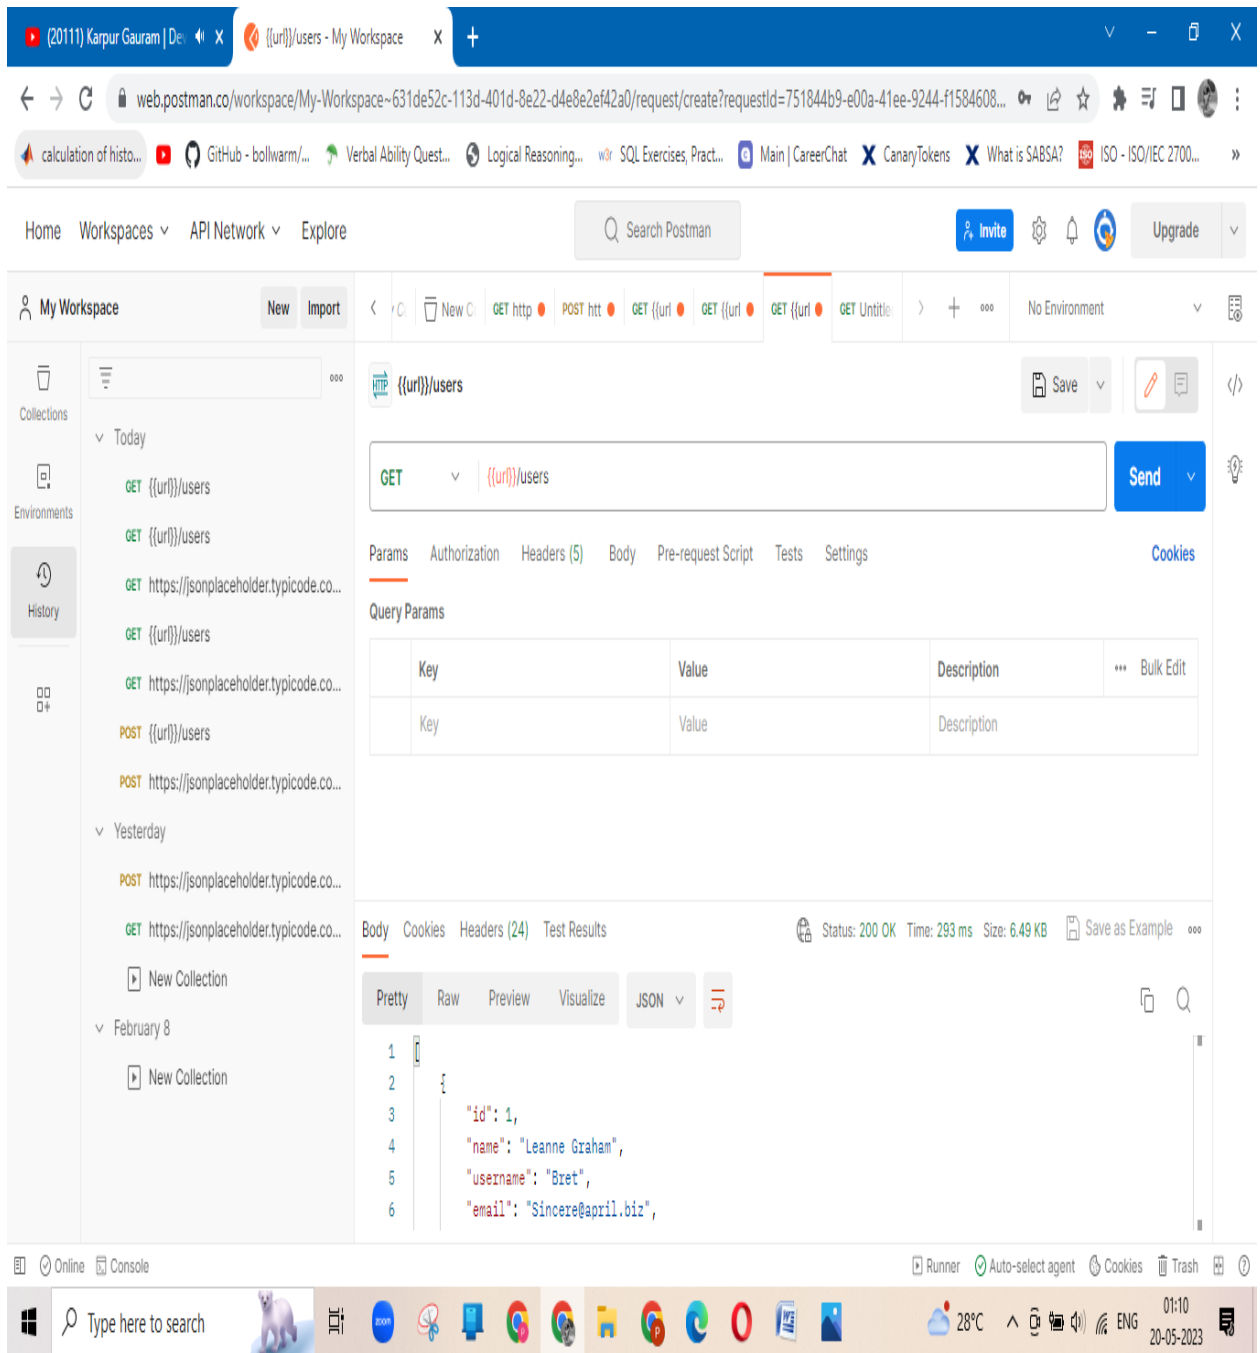 (20111) Karpur Gauram | Dev
{{url}}/users - My Workspace
web.postman.co/workspace/My-Workspace~631de52c-113d-401d-8e22-d4e8e2ef42a0/request/create?requestId=751844b9-e00a-41ee-9244-f1584608...
calculation of histo... GitHub - bollwarm/... Verbal Ability Quest... Logical Reasoning... w3r SQL Exercises, Pract... Main | CareerChat CanaryTokens What is SABSA? ISO ISO - ISO/IEC 2700... »
Home Workspaces API Network Explore Search Postman Invite Upgrade
My Workspace New Import New C GET http POST htt GET {{url GET {{url GET {{url GET Untitle No Environment
Collections
Environments
History
Today
GET {{url}}/users
GET {{url}}/users
GET https://jsonplaceholder.typicode.co...
GET {{url}}/users
GET https://jsonplaceholder.typicode.co...
POST {{url}}/users
POST https://jsonplaceholder.typicode.co...
Yesterday
POST https://jsonplaceholder.typicode.co...
GET https://jsonplaceholder.typicode.co...
New Collection
February 8
New Collection
HTTP {{url}}/users Save
GET {{url}}/users Send
Params Authorization Headers (5) Body Pre-request Script Tests Settings Cookies
Query Params
Key Value Description Bulk Edit
Key Value Description
Body Cookies Headers (24) Test Results Status: 200 OK Time: 293 ms Size: 6.49 KB Save as Example
Pretty Raw Preview Visualize JSON
1 [
2 {
3 "id": 1,
4 "name": "Leanne Graham",
5 "username": "Bret",
6 "email": "Sincere@april.biz",
Online Console Runner Auto-select agent Cookies Trash
Type here to search zoom 28°C ENG 01:10
20-05-2023